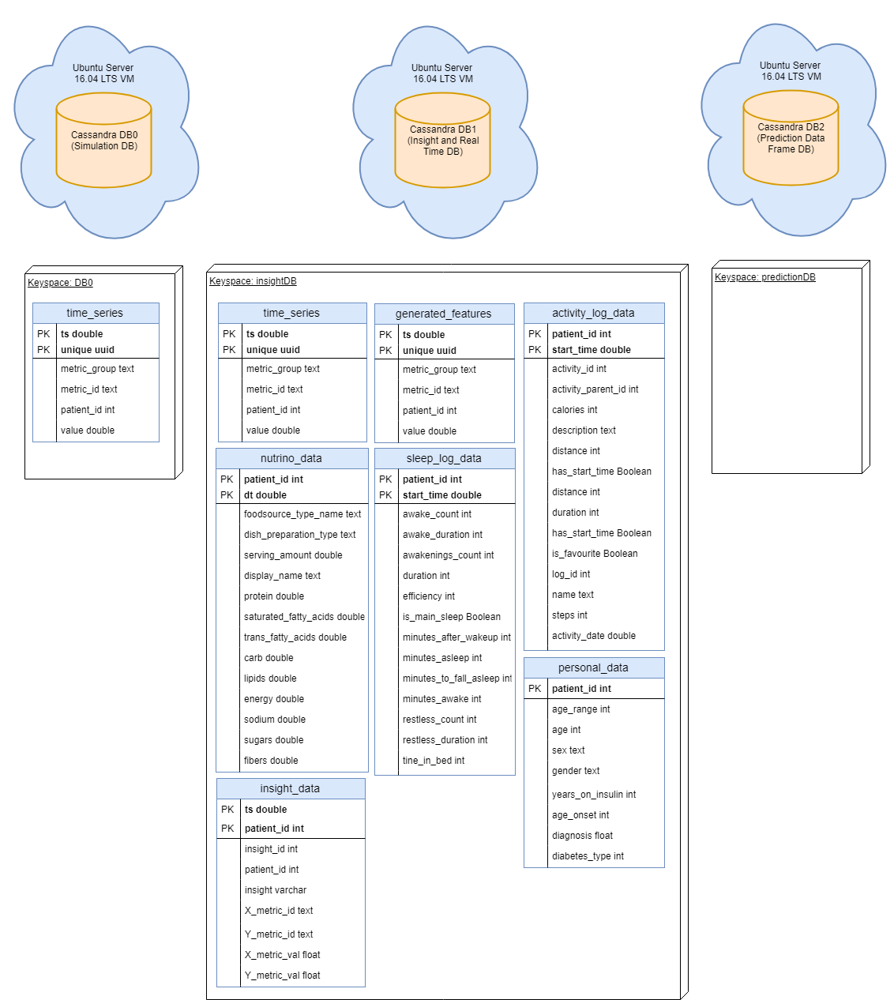 Ubuntu Server
16.04 LTS VM
Cassandra DB0
(Simulation DB)
Ubuntu Server
16.04 LTS VM
Cassandra DB1
(Insight and Real
Time DB)
Ubuntu Server
16.04 LTS VM
Cassandra DB2
(Prediction Data
Frame DB)
Keyspace: DB0
time_series
PK ts double
PK unique uuid
metric_group text
metric_id text
patient_id int
value double
Keyspace: insightDB
time_series
PK ts double
PK unique uuid
metric_group text
metric_id text
patient_id int
value double
generated_features
PK ts double
PK unique uuid
metric_group text
metric_id text
patient_id int
value double
activity_log_data
PK patient_id int
PK start_time double
activity_id int
activity_parent_id int
calories int
description text
distance int
has_start_time Boolean
distance int
duration int
has_start_time Boolean
is_favourite Boolean
log_id int
name text
steps int
activity_date double
nutrino_data
PK patient_id int
PK dt double
foodsource_type_name text
dish_preparation_type text
serving_amount double
display_name text
protein double
saturated_fatty_acids double
trans_fatty_acids double
carb double
lipids double
energy double
sodium double
sugars double
fibers double
sleep_log_data
PK patient_id int
PK start_time double
awake_count int
awake_duration int
awakenings_count int
duration int
efficiency int
is_main_sleep Boolean
minutes_after_wakeup int
minutes_asleep int
minutes_to_fall_asleep int
minutes_awake int
restless_count int
restless_duration int
tine_in_bed int
personal_data
PK patient_id int
age_range int
age int
sex text
gender text
years_on_insulin int
age_onset int
diagnosis float
diabetes_type int
insight_data
PK ts double
PK patient_id int
insight_id int
patient_id int
insight varchar
X_metric_id text
Y_metric_id text
X_metric_val float
Y_metric_val float
Keyspace: predictionDB